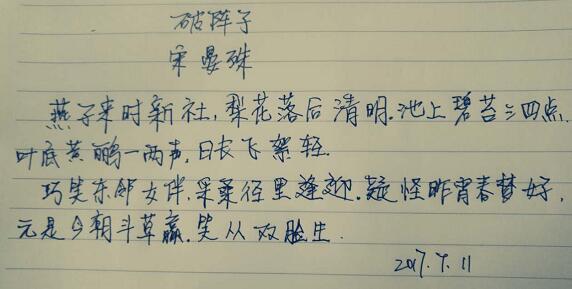 破阵子
宋晏殊
燕子来时新社,梨花落后清明.池上碧苔三四点.
叶底黄鹂一两声,日长飞絮轻.
巧笑东邻女伴.采桑径里逢迎.疑怪昨宵春梦好,
元是今朝斗草赢.笑从双脸生.
2017.7.11